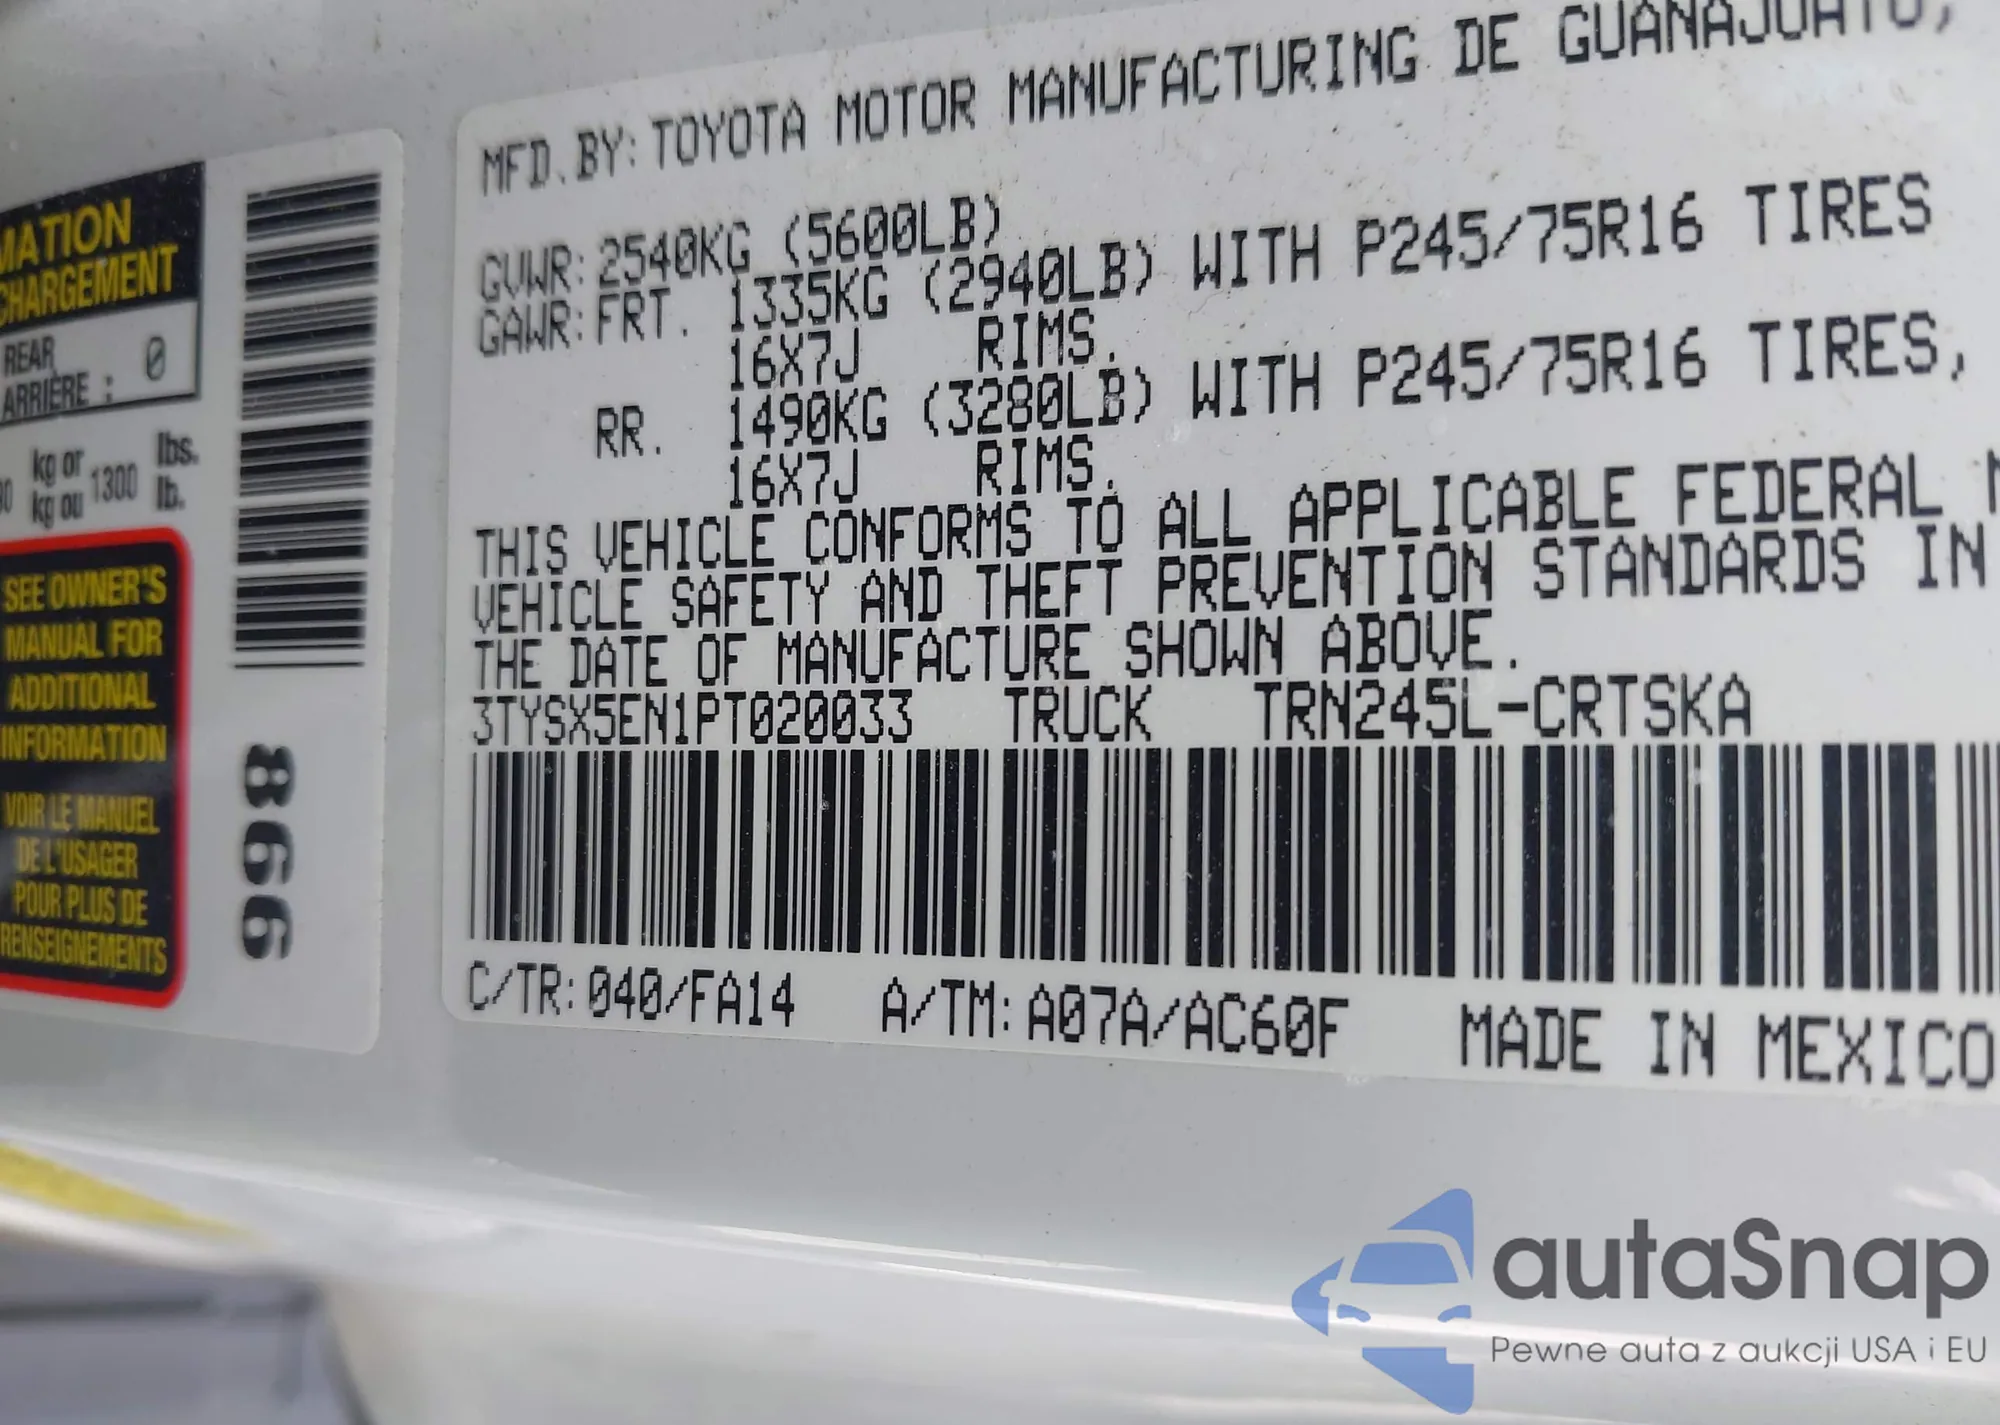 MATION
CHARGEMENT
REAR
ARRIÈRE : 0
kg or 1300 lbs.
kg ou lb.
SEE OWNER'S
MANUAL FOR
ADDITIONAL
INFORMATION
VOIR LE MANUEL
DE L'USAGER
POUR PLUS DE
RENSEIGNEMENTS
866
MFD.BY: TOYOTA MOTOR MANUFACTURING DE GUANAJUATO,
GVWR: 2540KG (5600LB)
GAWR: FRT. 1335KG (2940LB) WITH P245/75R16 TIRES
16X7J RIMS.
RR. 1490KG (3280LB) WITH P245/75R16 TIRES,
16X7J RIMS.
THIS VEHICLE CONFORMS TO ALL APPLICABLE FEDERAL
VEHICLE SAFETY AND THEFT PREVENTION STANDARDS IN
THE DATE OF MANUFACTURE SHOWN ABOVE.
3TYSX5EN1PT020033 TRUCK TRN245L-CRTSKA
C/TR: 040/FA14 A/TM: A07A/AC60F MADE IN MEXICO
autaSnap
Pewne auta z aukcji USA i EU